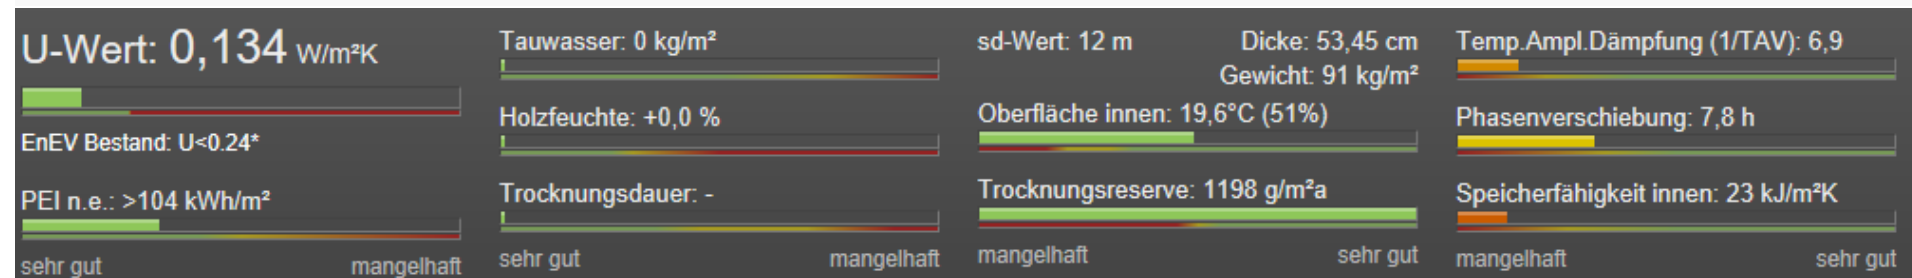 U-Wert: 0,134 W/m²K
EnEV Bestand: U<0.24*
PEI n.e.: >104 kWh/m²
sehr gut mangelhaft
Tauwasser: 0 kg/m²
Holzfeuchte: +0,0 %
Trocknungsdauer: -
sehr gut mangelhaft
sd-Wert: 12 m Dicke: 53,45 cm
Gewicht: 91 kg/m²
Oberfläche innen: 19,6°C (51%)
Trocknungsreserve: 1198 g/m²a
mangelhaft sehr gut
Temp.Ampl.Dämpfung (1/TAV): 6,9
Phasenverschiebung: 7,8 h
Speicherfähigkeit innen: 23 kJ/m²K
mangelhaft sehr gut